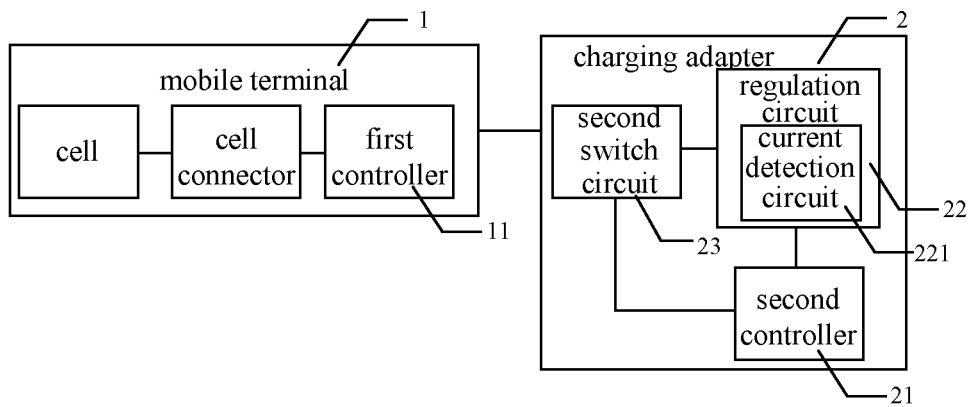 1
mobile terminal
cell
cell
connector
first
controller
11
2
charging adapter
second
switch
circuit
23
regulation
circuit
current
detection
circuit
22
221
second
controller
21